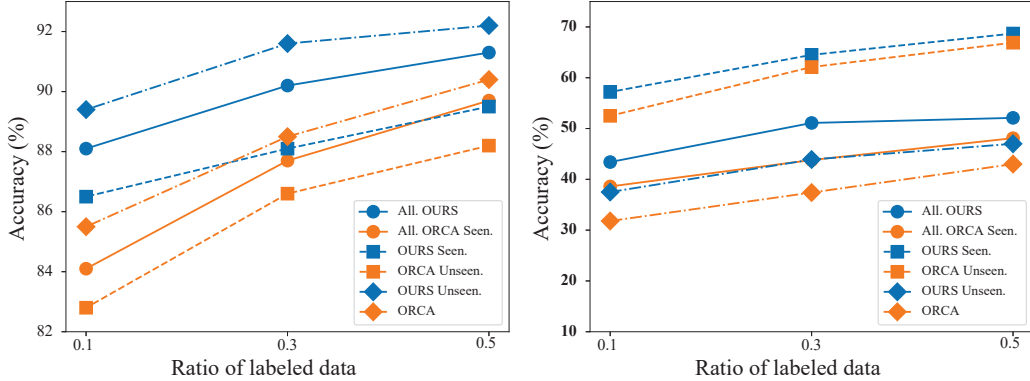 92
90
88
86
84
82
0.1
0.3
0.5
Accuracy (%)
Ratio of labeled data
All. OURS
All. ORCA Seen.
OURS Seen.
ORCA Unseen.
OURS Unseen.
ORCA
70
60
50
40
30
20
10
0.1
0.3
0.5
Accuracy (%)
Ratio of labeled data
All. OURS
All. ORCA Seen.
OURS Seen.
ORCA Unseen.
OURS Unseen.
ORCA